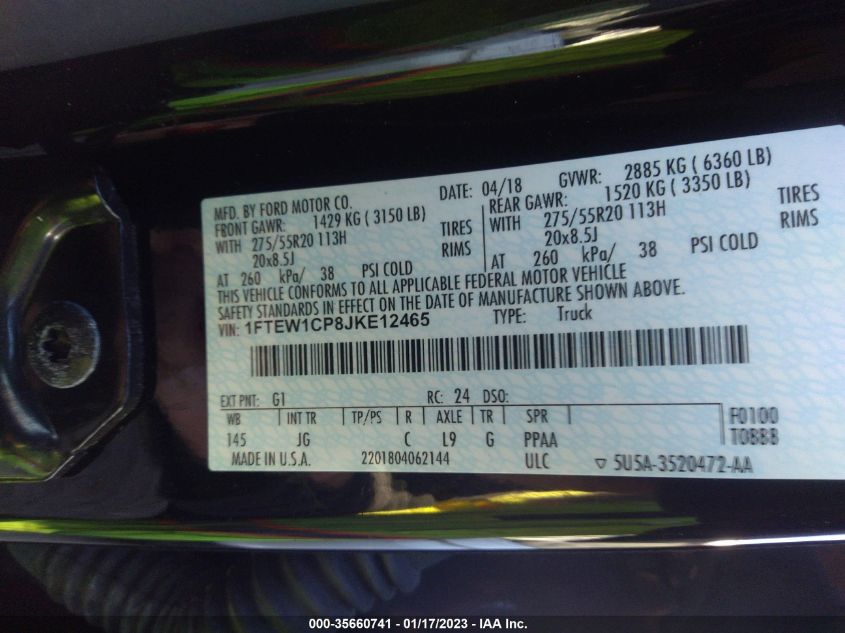 MFD. BY FORD MOTOR CO. DATE: 04/18 GVWR: 2885 KG ( 6360 LB)
FRONT GAWR: 1429 KG ( 3150 LB) REAR GAWR: 1520 KG ( 3350 LB)
WITH 275/55R20 113H TIRES WITH 275/55R20 113H TIRES
20x8.5J RIMS 20x8.5J RIMS
AT 260 kPa/ 38 PSI COLD AT 260 kPa/ 38 PSI COLD
THIS VEHICLE CONFORMS TO ALL APPLICABLE FEDERAL MOTOR VEHICLE
SAFETY STANDARDS IN EFFECT ON THE DATE OF MANUFACTURE SHOWN ABOVE.
VIN: 1FTEW1CP8JKE12465 TYPE: Truck
EXT PNT: G1 RC: 24 DSO:
WB INT TR TP/PS R AXLE TR SPR F0100
145 JG C L9 G PPAA T0888
MADE IN U.S.A. 2201804062144 ULC 5U5A-3520472-AA
000-35660741 - 01/17/2023 - IAA Inc.